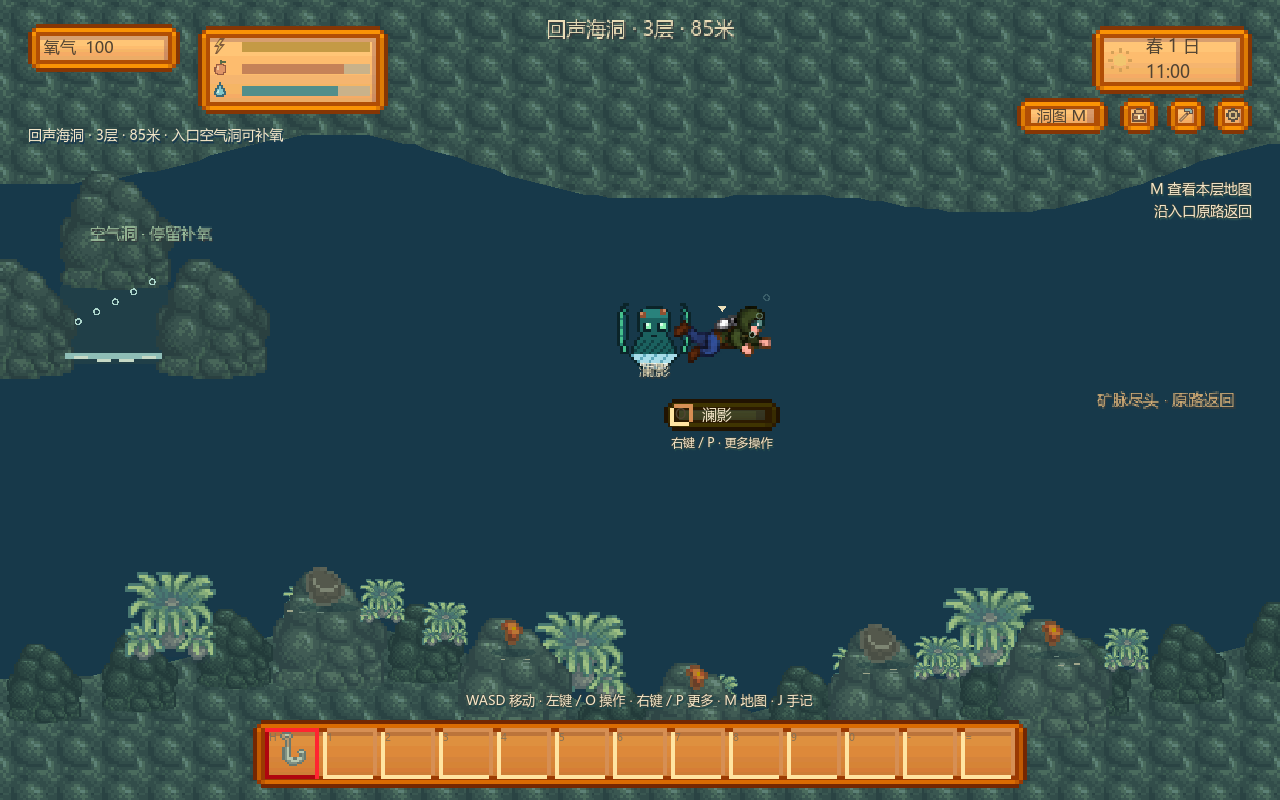 回声海洞 · 3层 · 85米
氧气 100
春 1 日
11:00
洞图 M
回声海洞 · 3层 · 85米 · 入口空气洞可补氧
M 查看本层地图
沿入口原路返回
空气洞 · 停留补氧
澜影
矿脉尽头 · 原路返回
澜影
右键 / P · 更多操作
WASD 移动 · 左键 / O 操作 · 右键 / P 更多 · M 地图 · J 手记